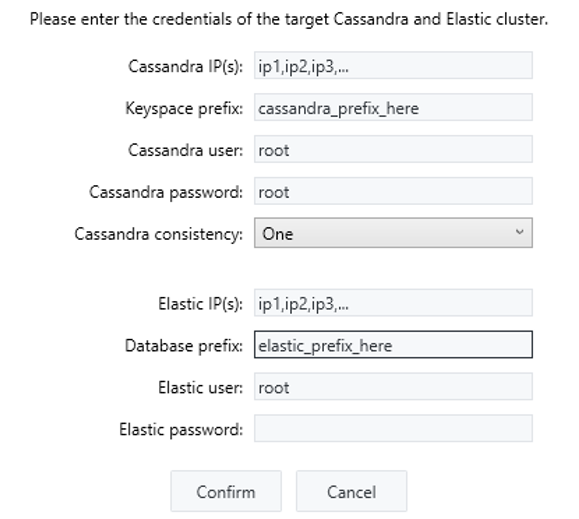 Please enter the credentials of the target Cassandra and Elastic cluster.
Cassandra IP(s): ip1,ip2,ip3,...
Keyspace prefix: cassandra_prefix_here
Cassandra user: root
Cassandra password: root
Cassandra consistency: One
Elastic IP(s): ip1,ip2,ip3,...
Database prefix: elastic_prefix_here
Elastic user: root
Elastic password:
Confirm Cancel